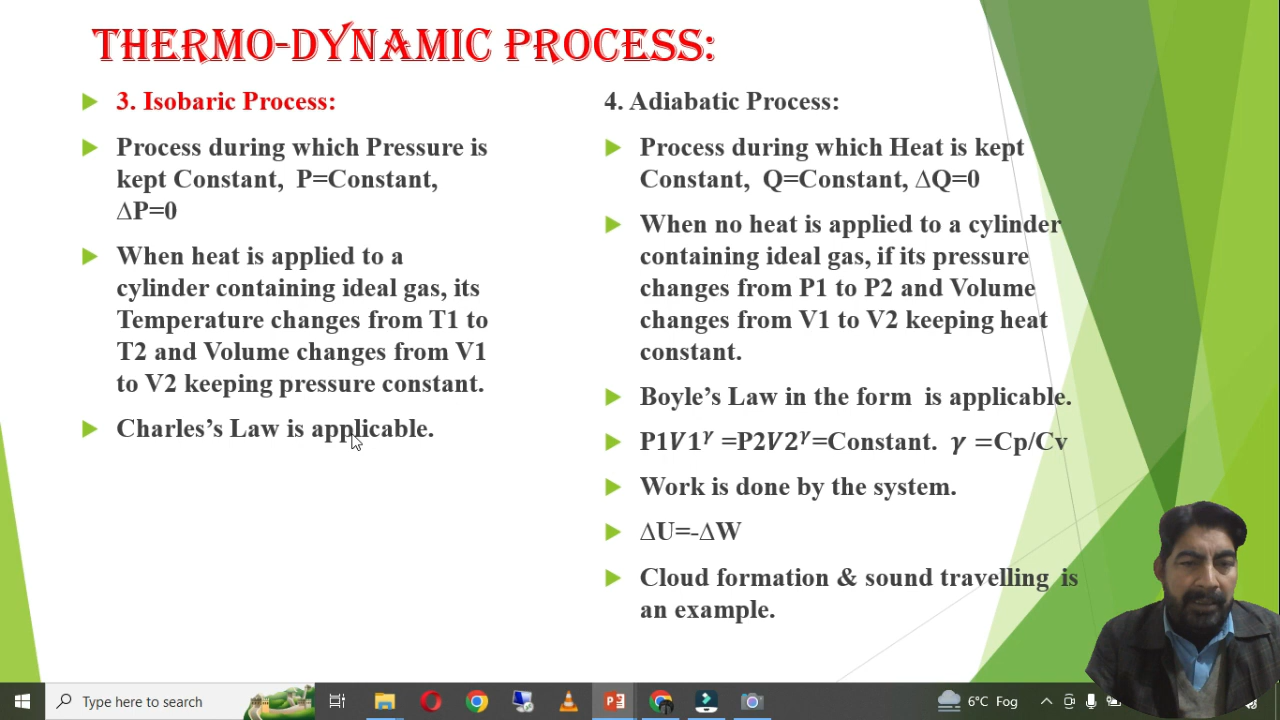 THERMO-DYNAMIC PROCESS:
3. Isobaric Process:
Process during which Pressure is
kept Constant, P=Constant,
∆P=0
When heat is applied to a
cylinder containing ideal gas, its
Temperature changes from T1 to
T2 and Volume changes from V1
to V2 keeping pressure constant.
Charles’s Law is applicable.
4. Adiabatic Process:
Process during which Heat is kept
Constant, Q=Constant, ∆Q=0
When no heat is applied to a cylinder
containing ideal gas, if its pressure
changes from P1 to P2 and Volume
changes from V1 to V2 keeping heat
constant.
Boyle’s Law in the form is applicable.
P1𝑽1ᵞ =P2𝑽2ᵞ=Constant. 𝜸 =Cp/Cv
Work is done by the system.
∆U=-∆W
Cloud formation & sound travelling is
an example.
Type here to search
6°C Fog